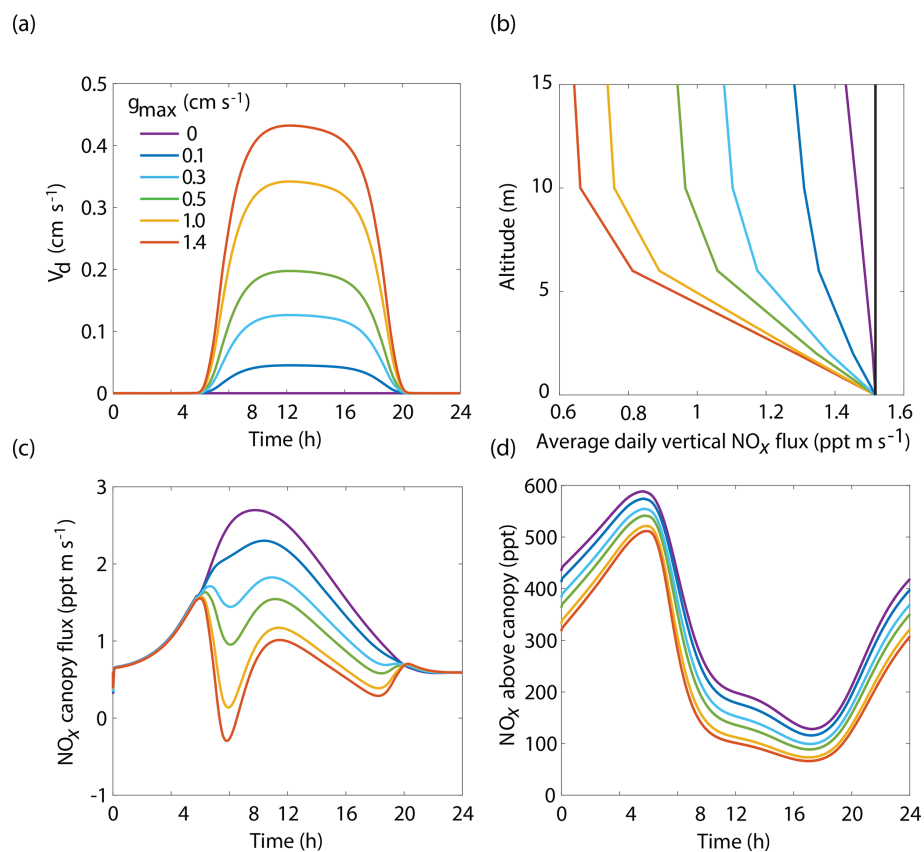 (a)
0.5
0.4
0.3
0.2
0.1
0
V_d (cm s⁻¹)
g_max (cm s⁻¹)
0
0.1
0.3
0.5
1.0
1.4
0 4 8 12 16 20 24
Time (h)
(b)
15
10
5
0
Altitude (m)
0.6 0.8 1 1.2 1.4 1.6
Average daily vertical NO_x flux (ppt m s⁻¹)
(c)
3
2
1
0
-1
NO_x canopy flux (ppt m s⁻¹)
0 4 8 12 16 20 24
Time (h)
(d)
600
500
400
300
200
100
0
NO_x above canopy (ppt)
0 4 8 12 16 20 24
Time (h)